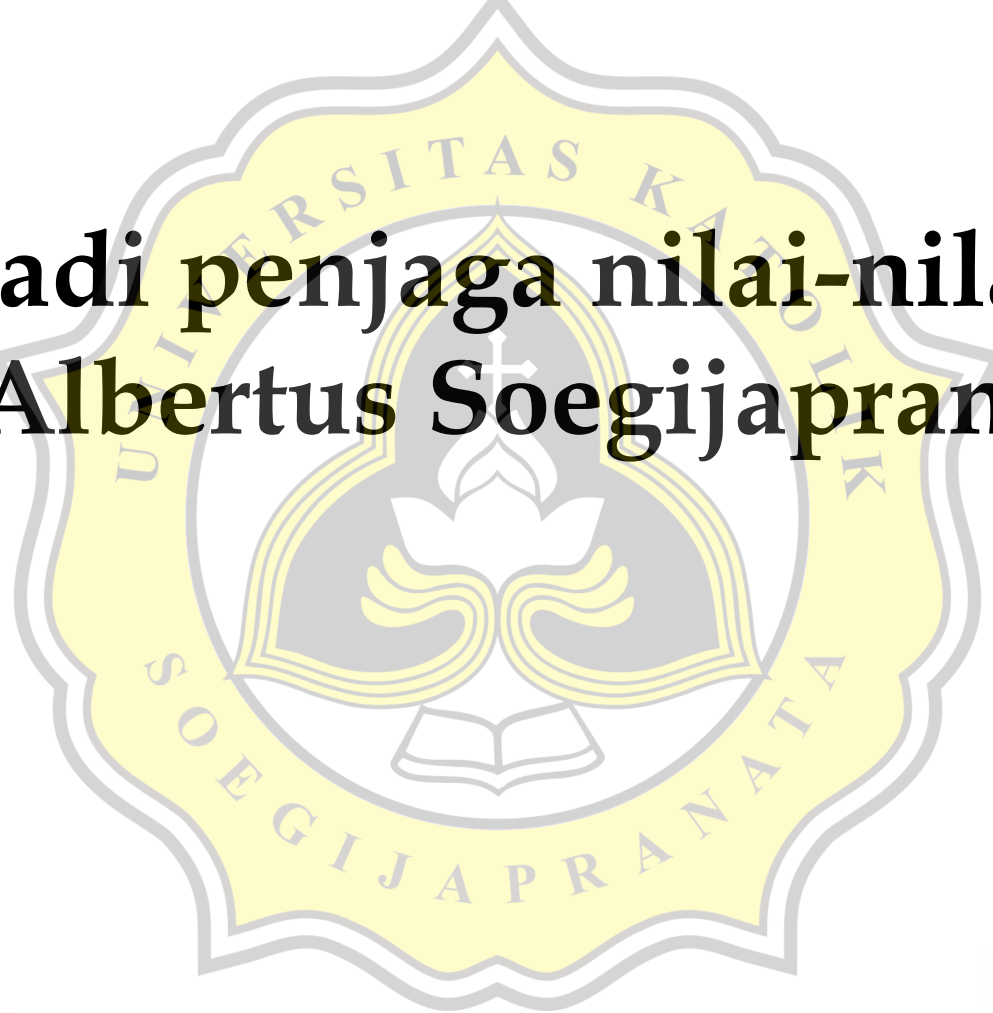 UNIVERSITAS KATOLIK
adi penjaga nilai-nil
Albertus Soegijapran
SOEGIJAPRANATA